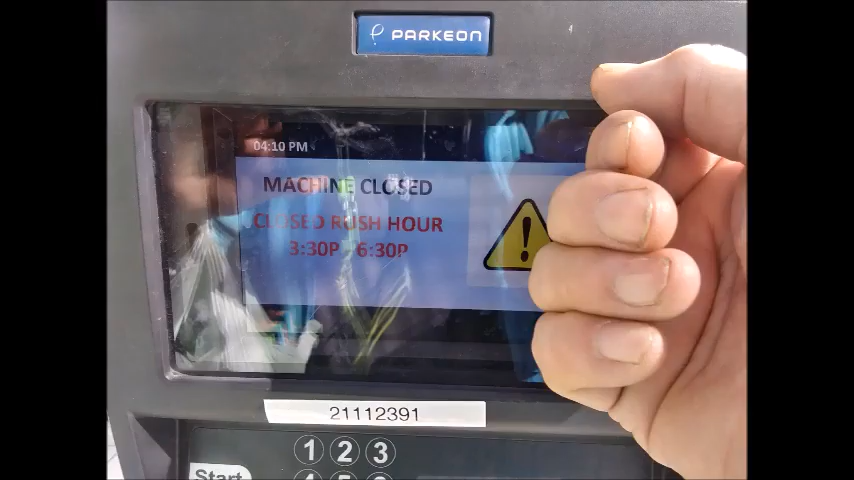 PARKEON
04:10 PM
MACHINE CLOSED
CLOSED RUSH HOUR
3:30P - 6:30P
21112391
1 2 3
Start